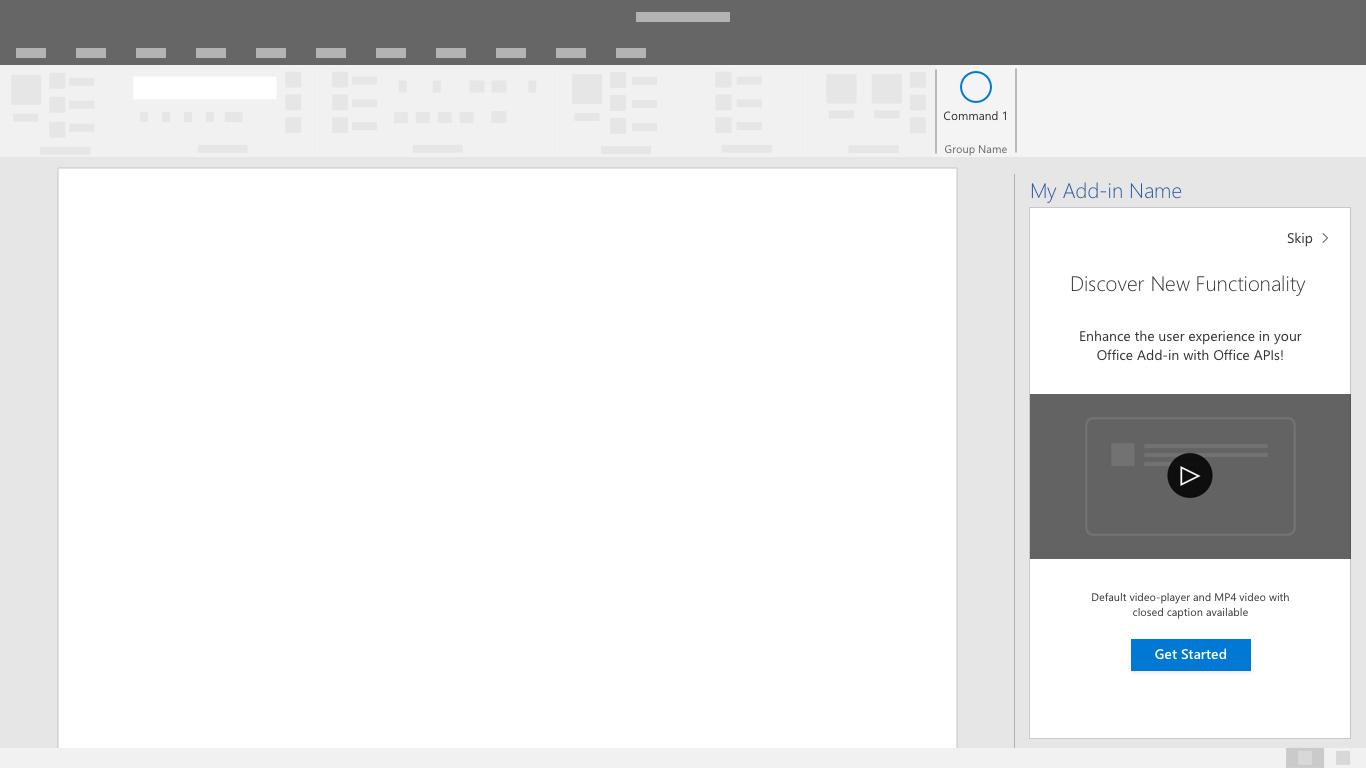 Command 1
Group Name
My Add-in Name
Skip
Discover New Functionality
Enhance the user experience in your
Office Add-in with Office APIs!
Default video-player and MP4 video with
closed caption available
Get Started